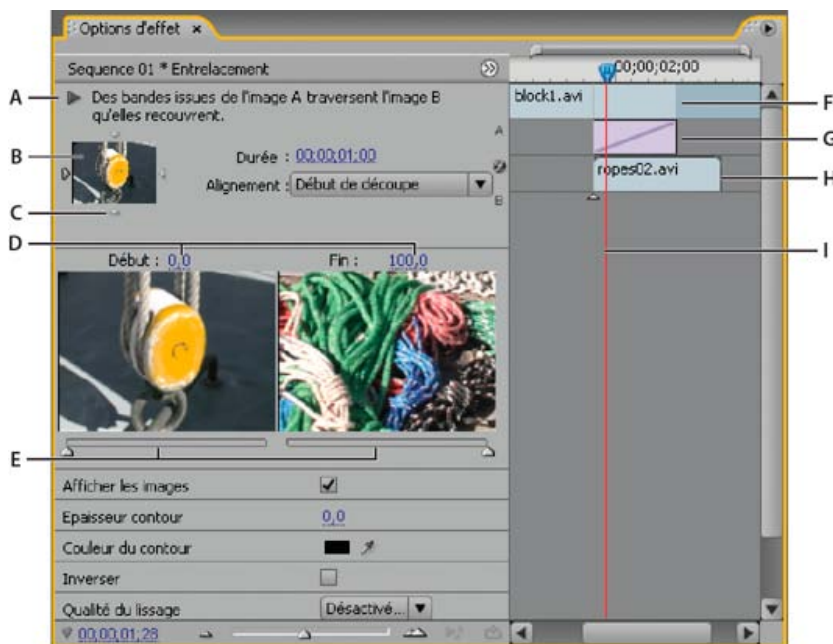 Options d'effet ×
Sequence 01 * Entrelacement
00;00;02;00
A
Des bandes issues de l'image A traversent l'image B
qu'elles recouvrent.
block1.avi
F
A
G
B
Durée : 00;00;01;00
Alignement : Début de découpe
B
ropes02.avi
H
C
D
I
Début : 0,0
Fin : 100,0
E
Afficher les images
Epaisseur contour
0,0
Couleur du contour
Inverser
Qualité du lissage
Désactivé...
00;00;01;28